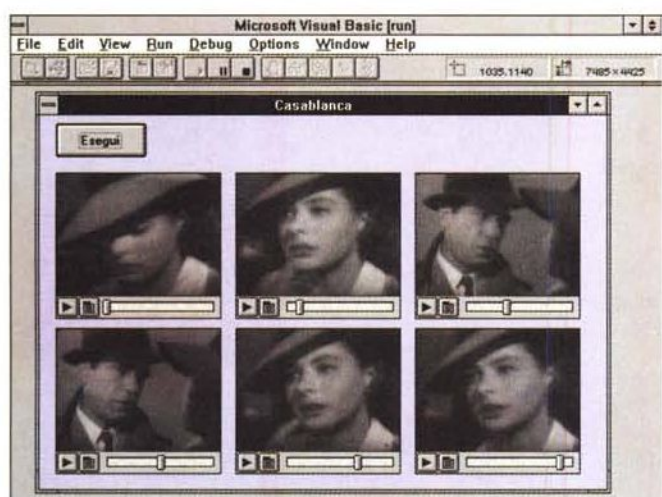 Microsoft Visual Basic [run]
File Edit View Run Debug Options Window Help
1035,1140 7485×4425
Casablanca
Esegui